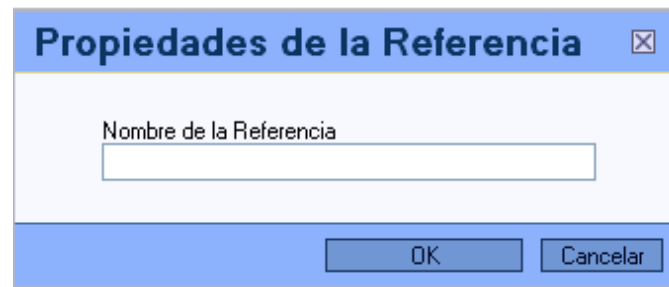 Propiedades de la Referencia
Nombre de la Referencia
OK
Cancelar